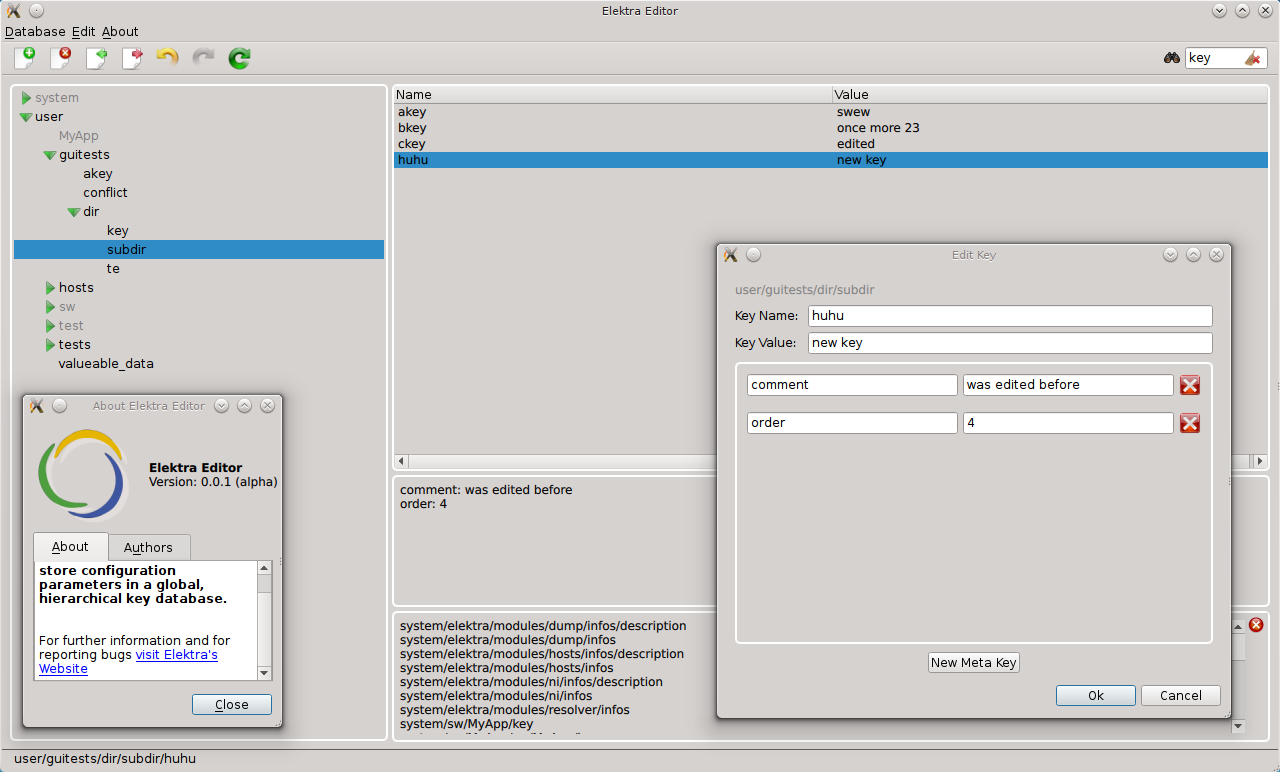 Elektra Editor
Database Edit About
key
system
user
MyApp
guitests
akey
conflict
dir
key
subdir
te
hosts
sw
test
tests
valueable_data
Name Value
akey swew
bkey once more 23
ckey edited
huhu new key
comment: was edited before
order: 4
system/elektra/modules/dump/infos/description
system/elektra/modules/dump/infos
system/elektra/modules/hosts/infos/description
system/elektra/modules/hosts/infos
system/elektra/modules/ni/infos/description
system/elektra/modules/ni/infos
system/elektra/modules/resolver/infos
system/sw/MyApp/key
Edit Key
user/guitests/dir/subdir
Key Name: huhu
Key Value: new key
comment was edited before
order 4
New Meta Key
Ok Cancel
About Elektra Editor
Elektra Editor
Version: 0.0.1 (alpha)
About Authors
store configuration
parameters in a global,
hierarchical key database.
For further information and for
reporting bugs visit Elektra's
Website
Close
user/guitests/dir/subdir/huhu